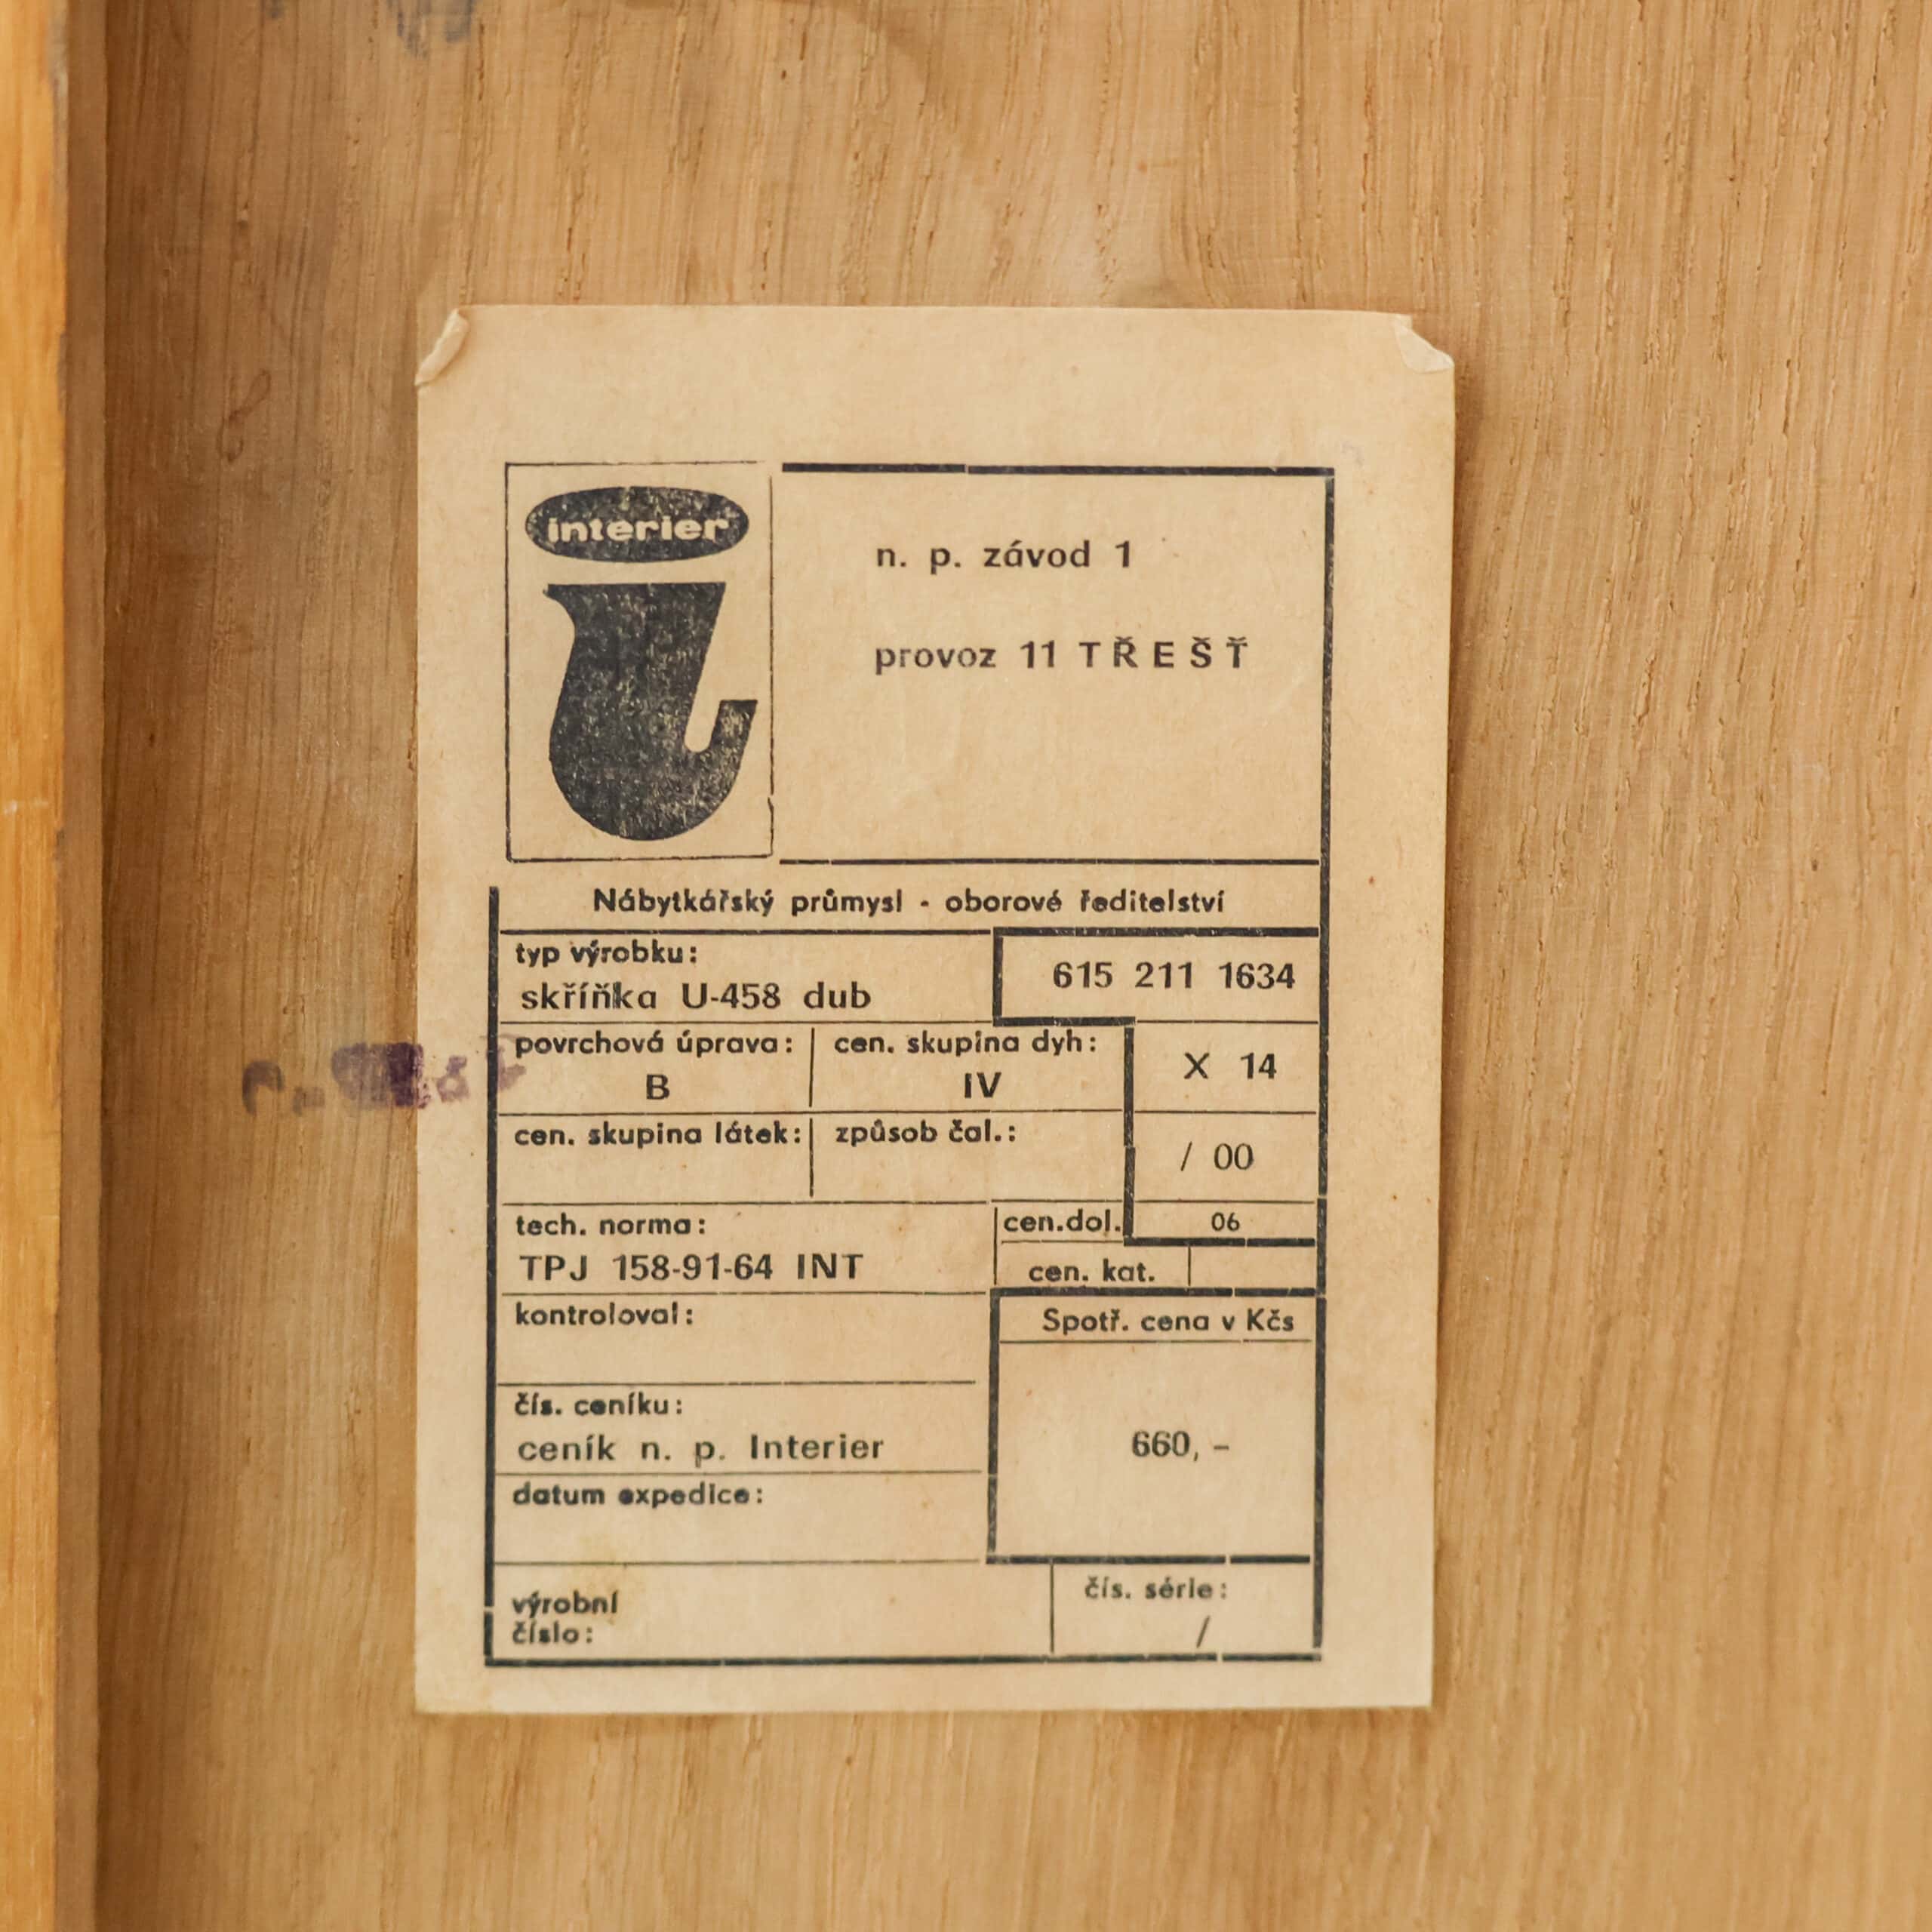 interier
n. p. závod 1
provoz 11 TŘEŠŤ
Nábytkářský průmysl - oborové ředitelství
typ výrobku:
skříňka U-458 dub
615 211 1634
povrchová úprava:
B
cen. skupina dyh:
IV
X 14
cen. skupina látek:
způsob čal.:
/ 00
tech. norma:
TPJ 158-91-64 INT
cen.dol.
06
cen. kat.
kontroloval:
Spotř. cena v Kčs
660,-
čís. ceníku:
ceník n. p. Interier
datum expedice:
výrobní
číslo:
čís. série:
/